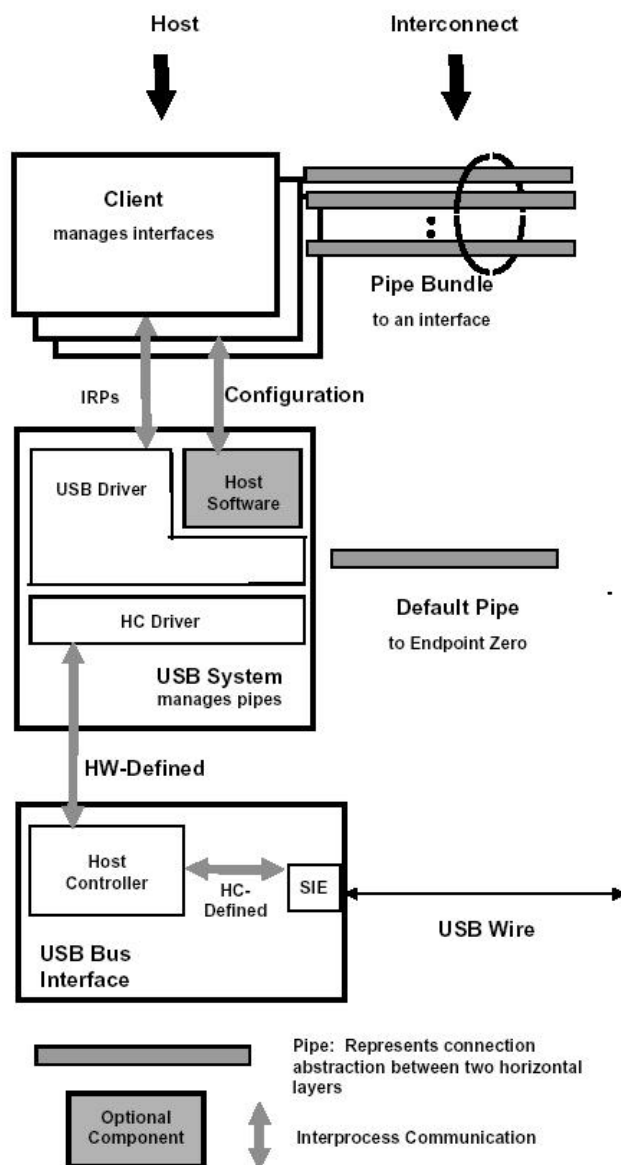 Host
Interconnect
Client
manages interfaces
Pipe Bundle
to an interface
IRPs
Configuration
USB Driver
Host
Software
HC Driver
USB System
manages pipes
Default Pipe
to Endpoint Zero
HW-Defined
Host
Controller
HC-
Defined
SIE
USB Wire
USB Bus
Interface
Pipe: Represents connection
abstraction between two horizontal
layers
Optional
Component
Interprocess Communication